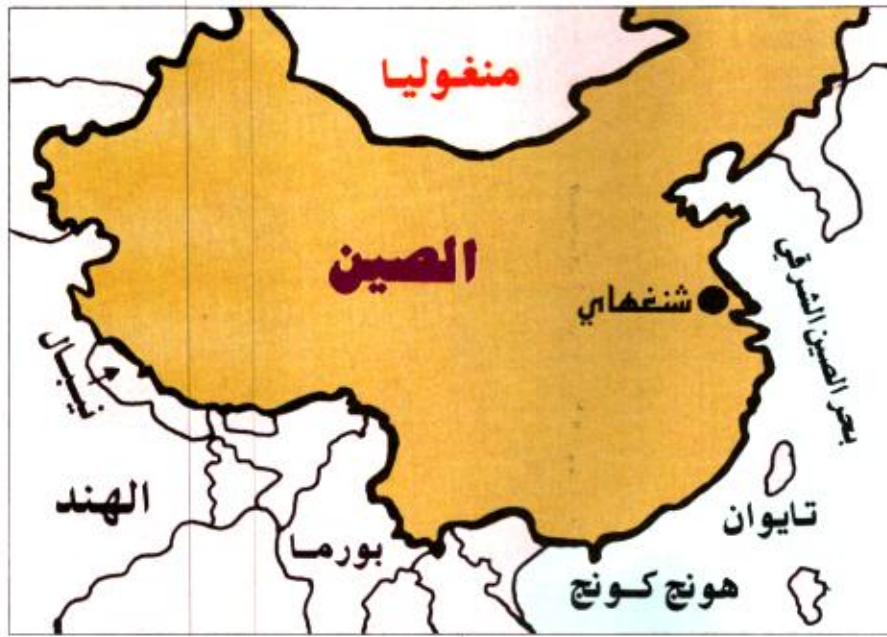 منغوليا
الصين
شنغهاي
بحر الصين الشرقي
نيبال
الهند
بورما
تايوان
هونج كونج